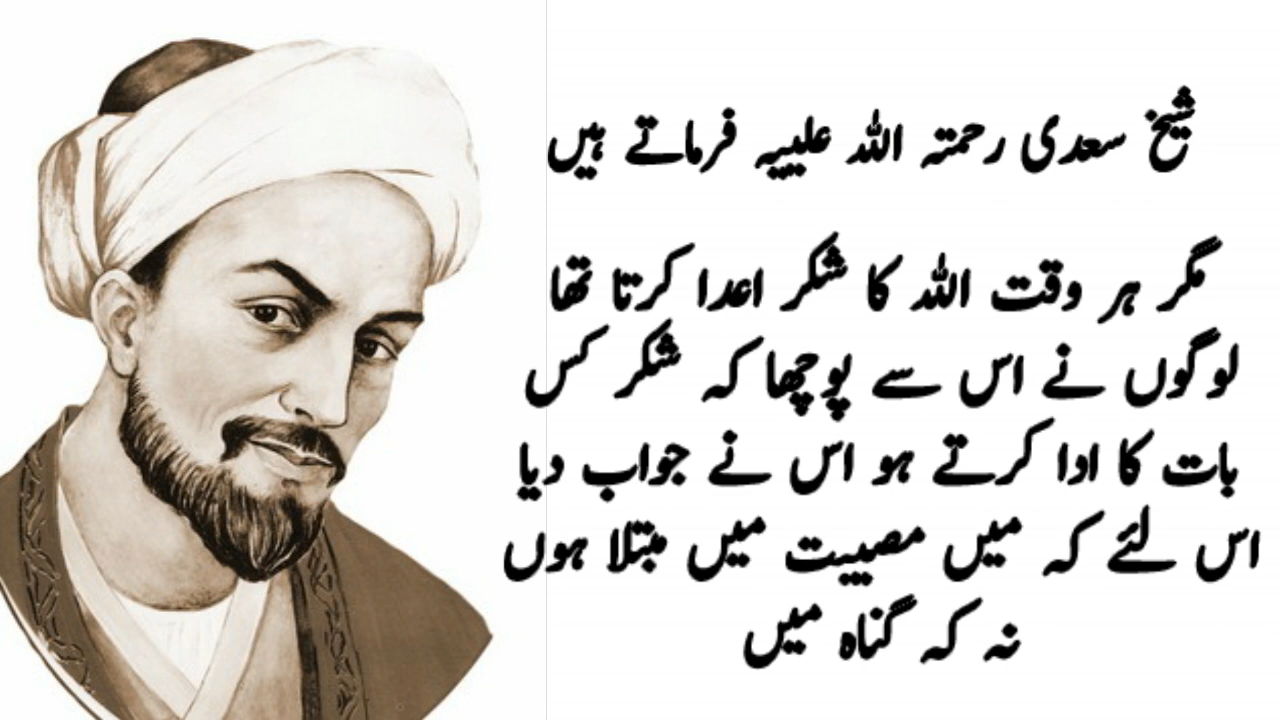 شیخ سعدی رحمتہ اللہ علییہ فرماتے ہیں
مگر ہر وقت اللہ کا شکر اعدا کرتا تھا
لوگوں نے اس سے پوچھا کہ شکر کس
بات کا ادا کرتے ہو اس نے جواب دیا
اس لئے کہ میں مصیبت میں مبتلا ہوں
نہ کہ گناہ میں